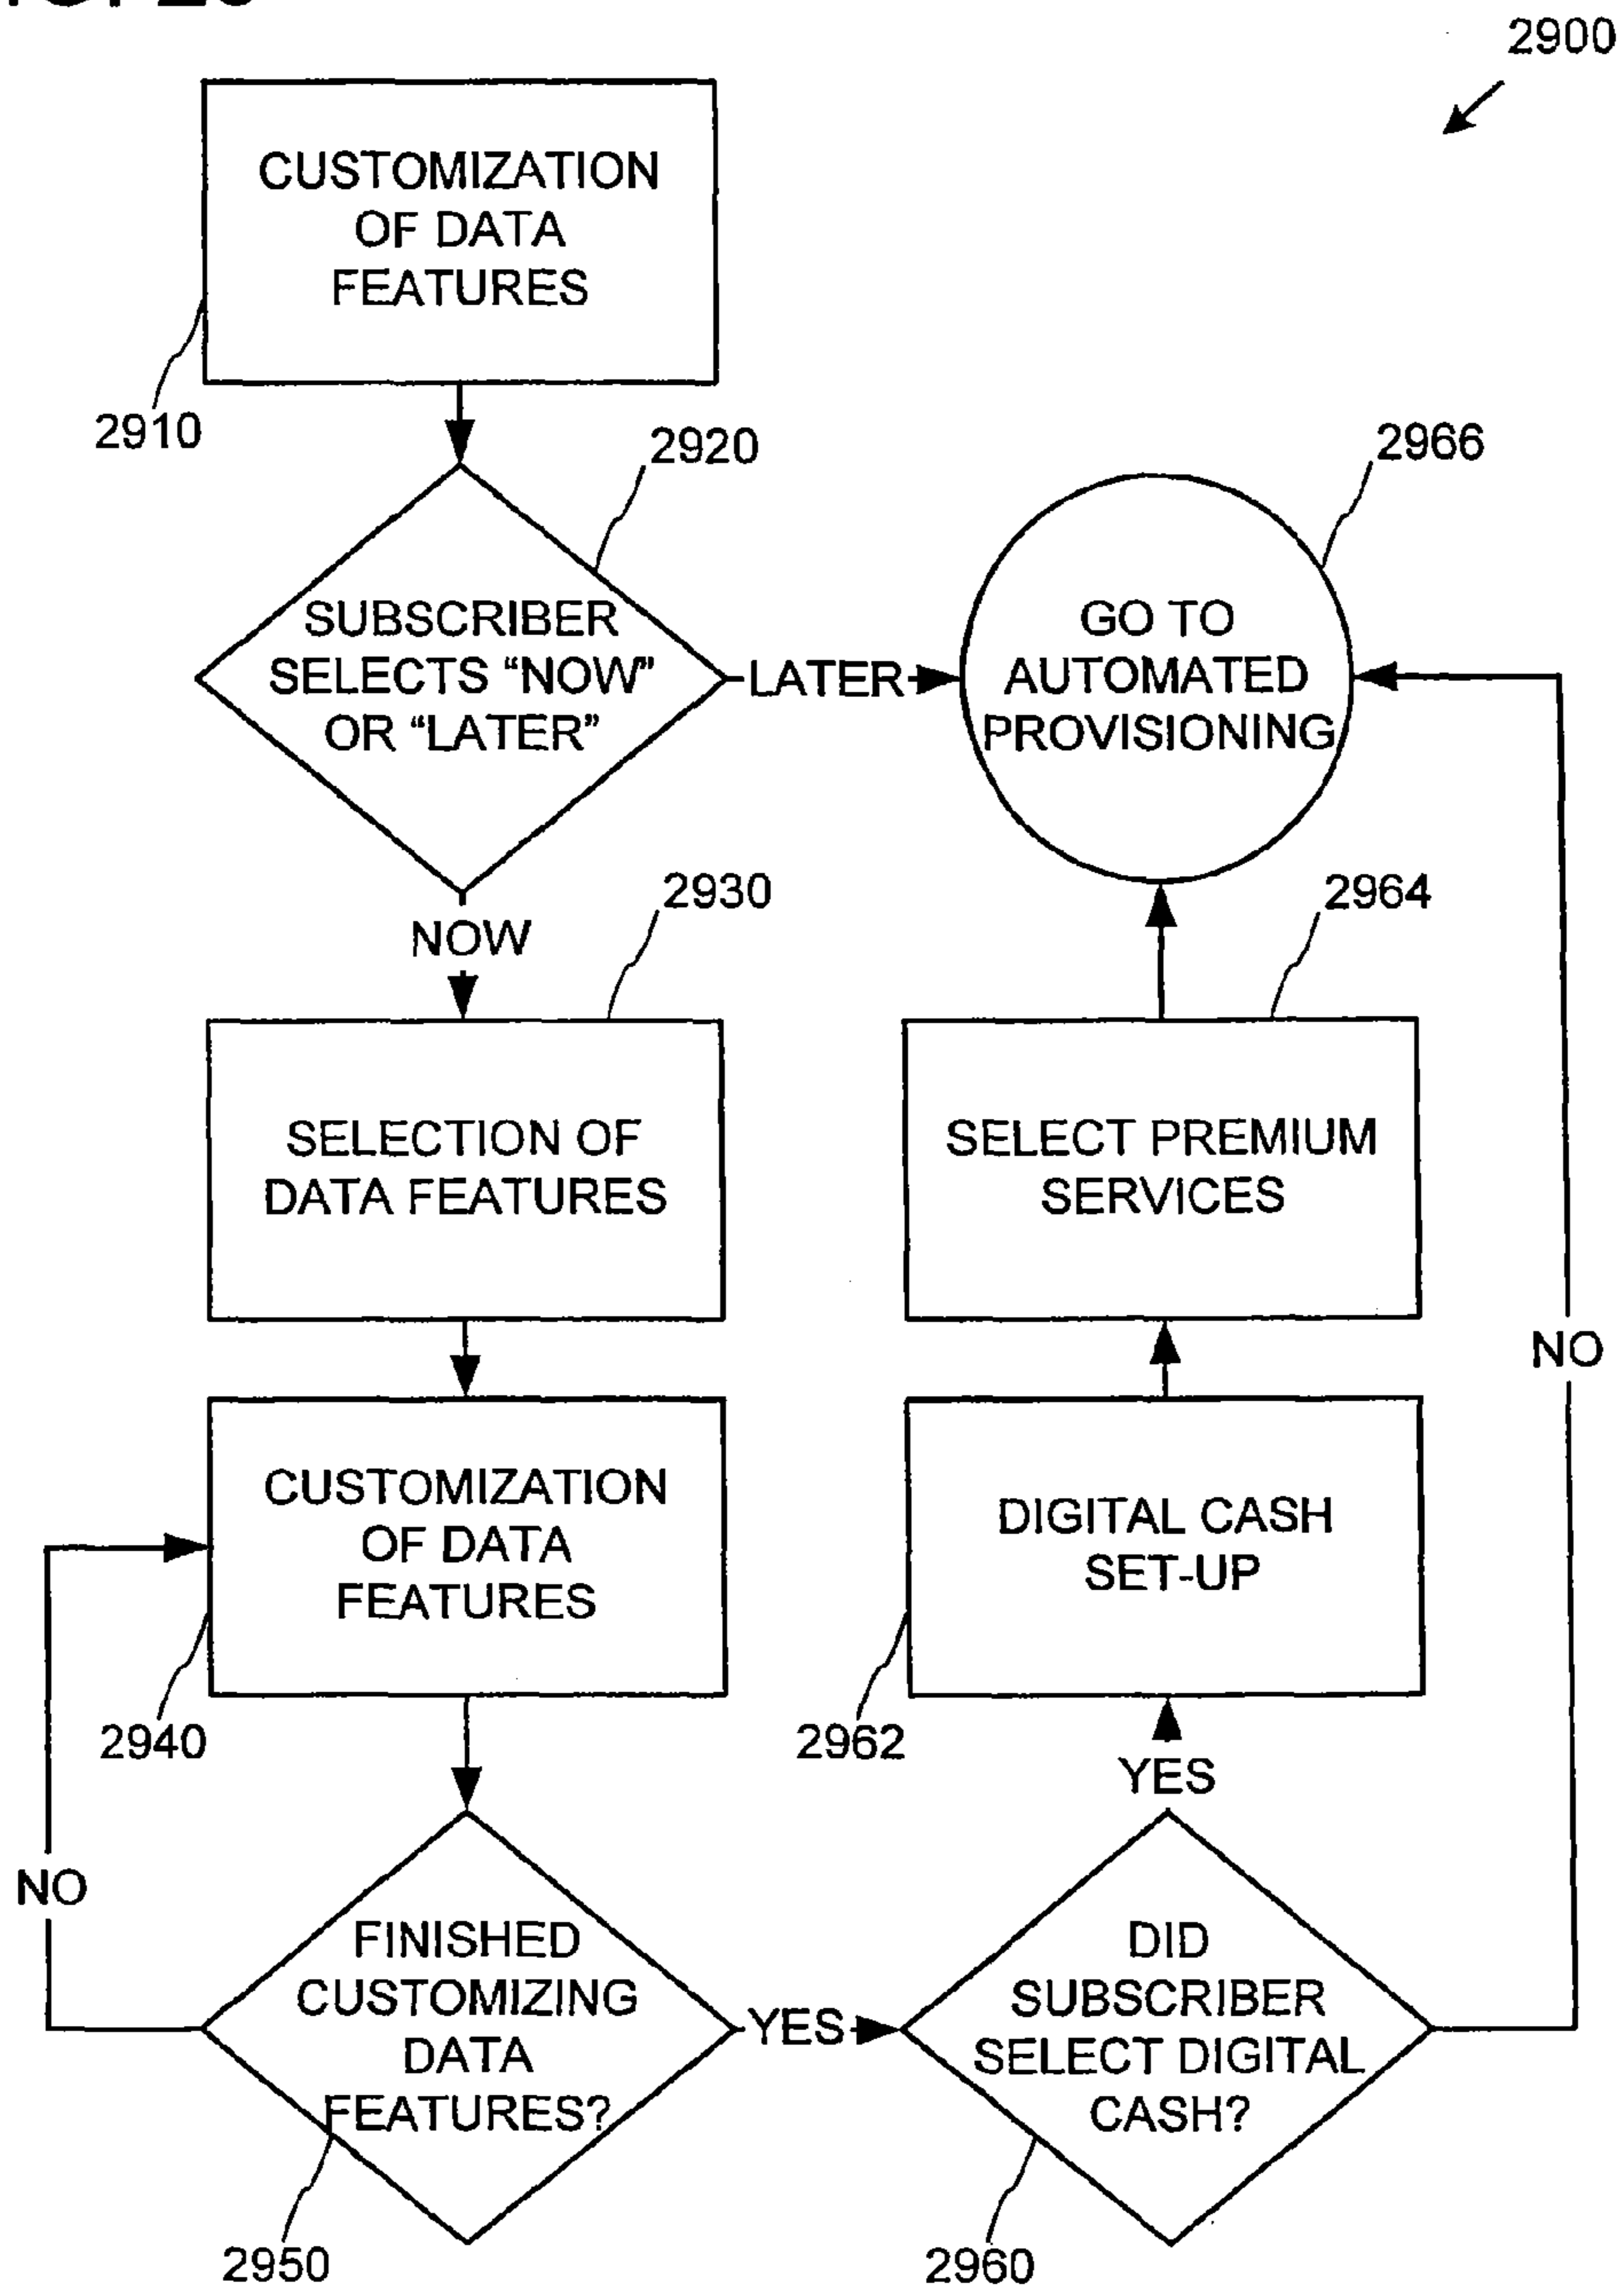 2900
CUSTOMIZATION
OF DATA
FEATURES
2910
2920
SUBSCRIBER
SELECTS “NOW”
OR “LATER”
LATER
2966
GO TO
AUTOMATED
PROVISIONING
NOW
2930
SELECTION OF
DATA FEATURES
2964
SELECT PREMIUM
SERVICES
NO
CUSTOMIZATION
OF DATA
FEATURES
2940
DIGITAL CASH
SET-UP
2962
YES
NO
FINISHED
CUSTOMIZING
DATA
FEATURES?
2950
YES
DID
SUBSCRIBER
SELECT DIGITAL
CASH?
2960